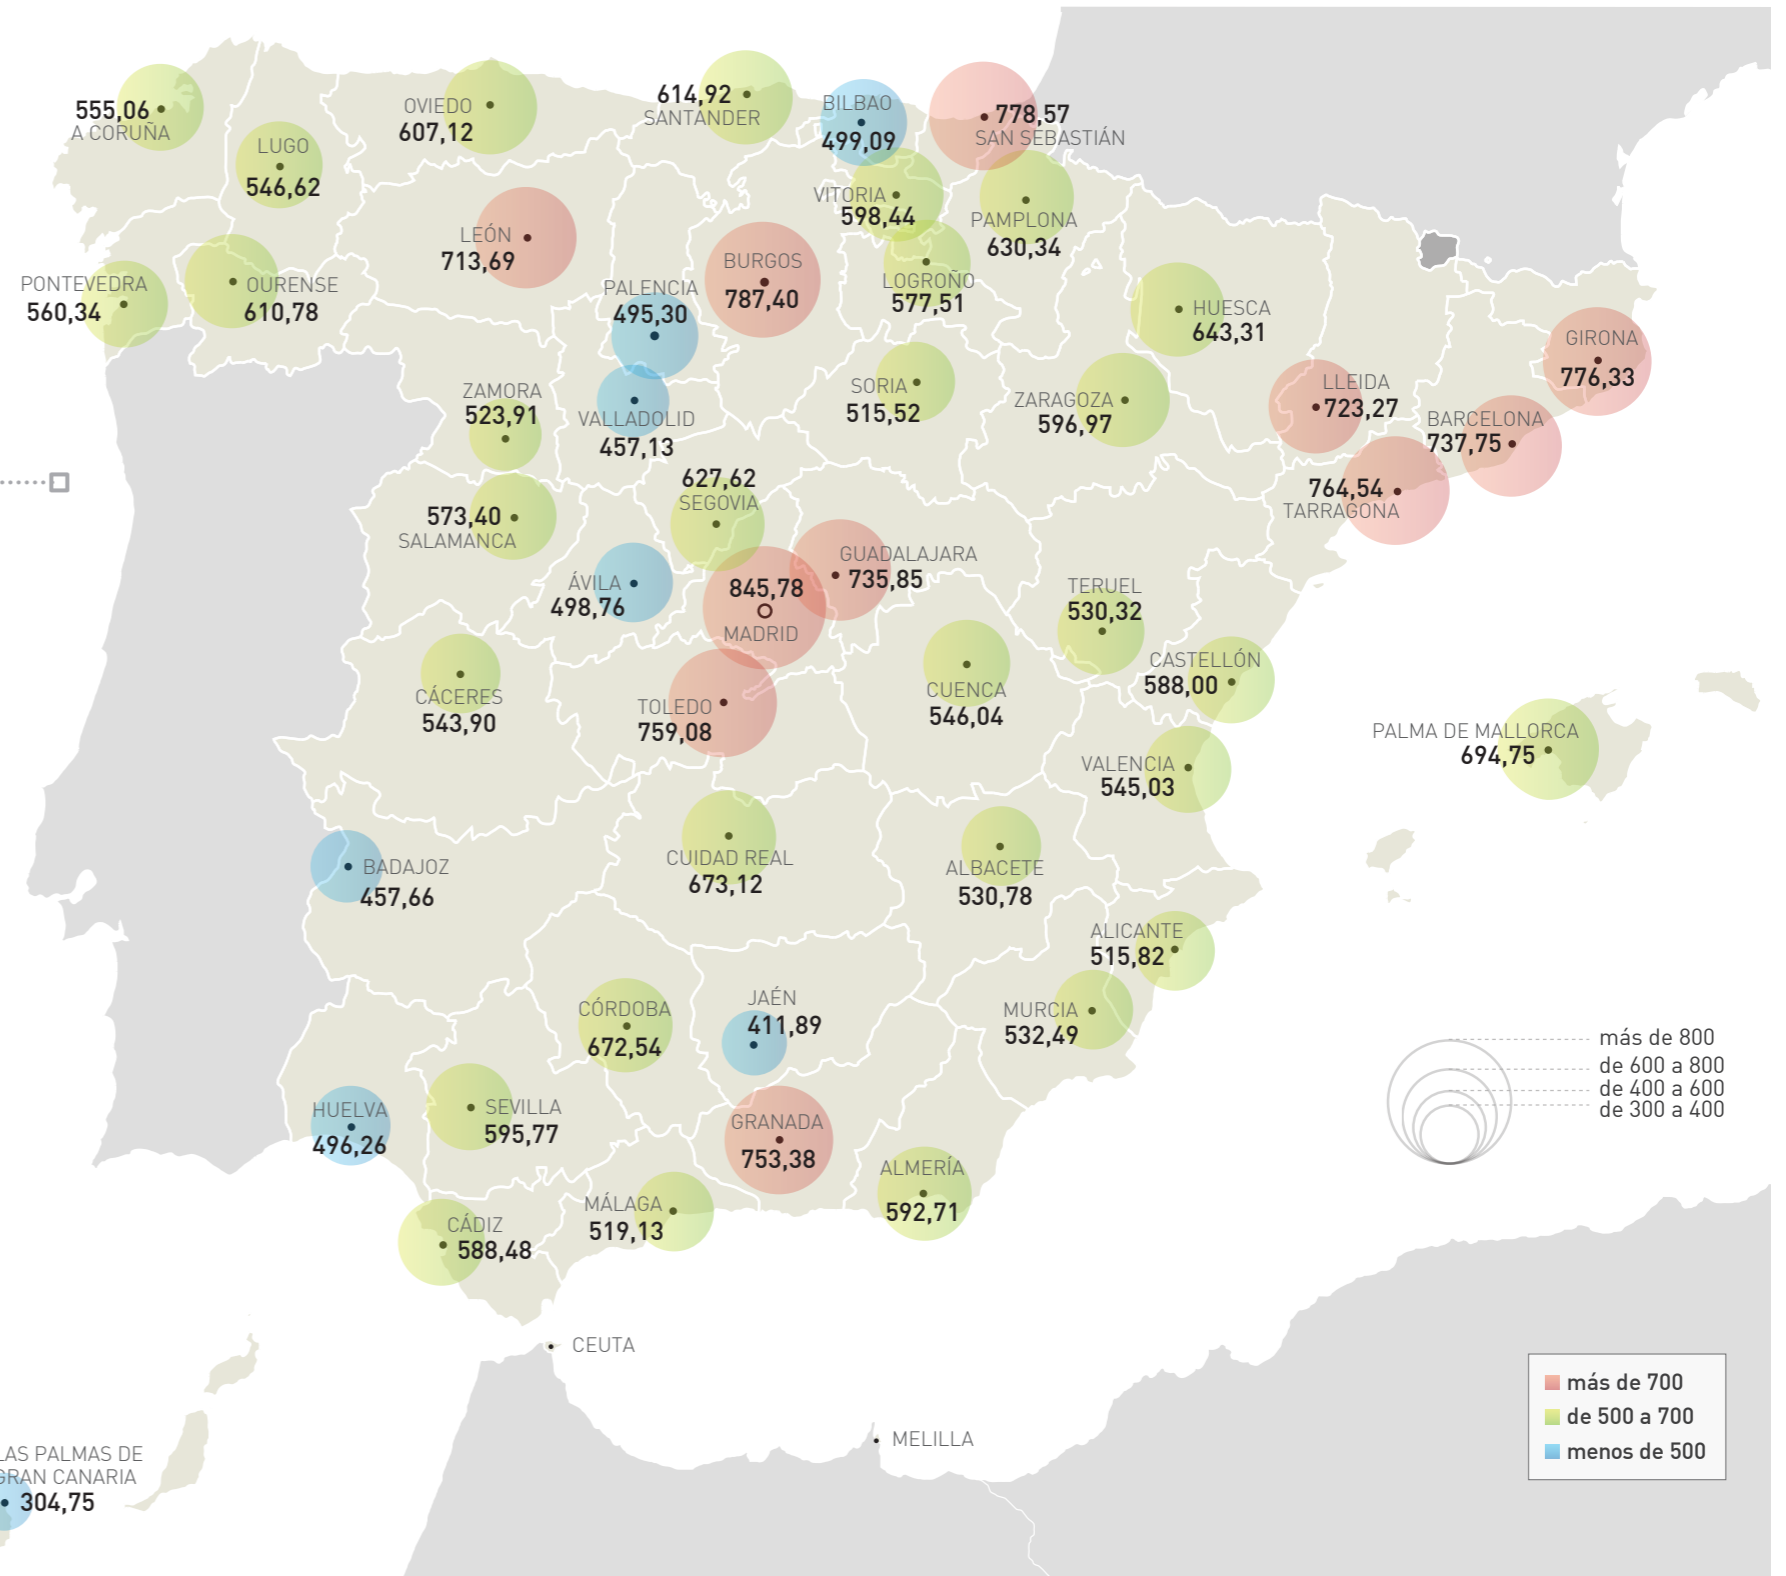 555,06
A CORUÑA
LUGO
546,62
OVIEDO
607,12
614,92
SANTANDER
BILBAO
499,09
778,57
SAN SEBASTIÁN
VITORIA
598,44
PAMPLONA
630,34
LEÓN
713,69
BURGOS
787,40
LOGROÑO
577,51
PONTEVEDRA
560,34
OURENSE
610,78
PALENCIA
495,30
HUESCA
643,31
GIRONA
776,33
ZAMORA
523,91
VALLADOLID
457,13
SORIA
515,52
ZARAGOZA
596,97
LLEIDA
723,27
BARCELONA
737,75
764,54
TARRAGONA
573,40
SALAMANCA
627,62
SEGOVIA
ÁVILA
498,76
845,78
MADRID
GUADALAJARA
735,85
TERUEL
530,32
CÁCERES
543,90
TOLEDO
759,08
CUENCA
546,04
CASTELLÓN
588,00
PALMA DE MALLORCA
694,75
VALENCIA
545,03
BADAJOZ
457,66
CUIDAD REAL
673,12
ALBACETE
530,78
ALICANTE
515,82
CÓRDOBA
672,54
JAÉN
411,89
MURCIA
532,49
más de 800
de 600 a 800
de 400 a 600
de 300 a 400
HUELVA
496,26
SEVILLA
595,77
GRANADA
753,38
ALMERÍA
592,71
MÁLAGA
519,13
CÁDIZ
588,48
CEUTA
MELILLA
más de 700
de 500 a 700
menos de 500
LAS PALMAS DE
GRAN CANARIA
304,75